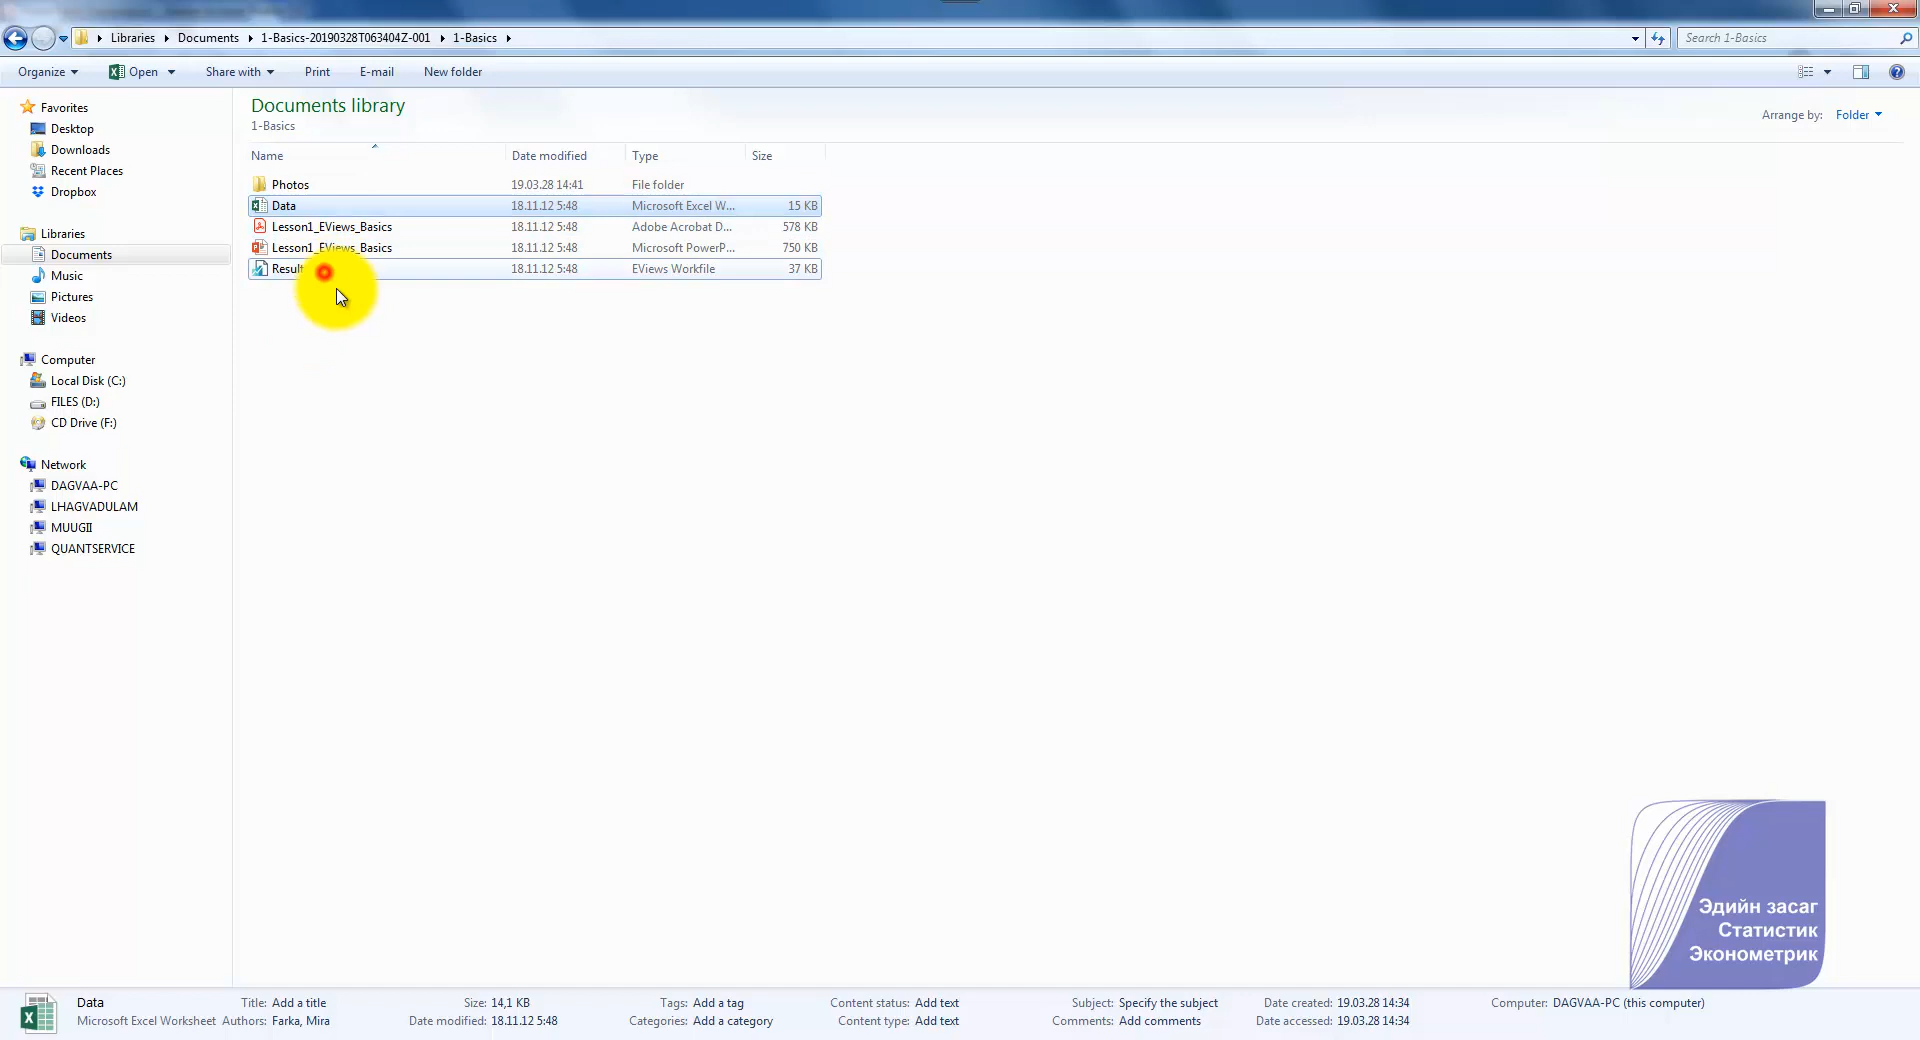 Libraries Documents 1-Basics-20190328T063404Z-001 1-Basics
Search 1-Basics
Organize Open Share with Print E-mail New folder
Favorites
Desktop
Downloads
Recent Places
Dropbox
Libraries
Documents
Music
Pictures
Videos
Computer
Local Disk (C:)
FILES (D:)
CD Drive (F:)
Network
DAGVAA-PC
LHAGVADULAM
MUUGII
QUANTSERVICE
Documents library
1-Basics
Arrange by: Folder
Name Date modified Type Size
Photos 19.03.28 14:41 File folder
Data 18.11.12 5:48 Microsoft Excel W... 15 KB
Lesson1_EViews_Basics 18.11.12 5:48 Adobe Acrobat D... 578 KB
Lesson1_EViews_Basics 18.11.12 5:48 Microsoft PowerP... 750 KB
Result 18.11.12 5:48 EViews Workfile 37 KB
Эдийн засаг
Статистик
Эконометрик
Data Title: Add a title Size: 14,1 KB Tags: Add a tag Content status: Add text Subject: Specify the subject Date created: 19.03.28 14:34 Computer: DAGVAA-PC (this computer)
Microsoft Excel Worksheet Authors: Farka, Mira Date modified: 18.11.12 5:48 Categories: Add a category Content type: Add text Comments: Add comments Date accessed: 19.03.28 14:34